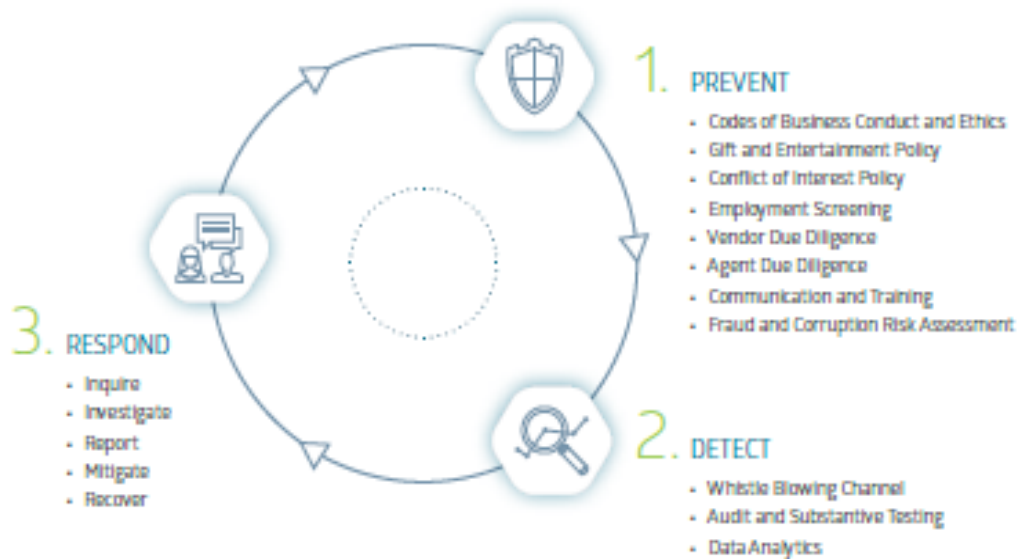 1. PREVENT
• Codes of Business Conduct and Ethics
• Gift and Entertainment Policy
• Conflict of Interest Policy
• Employment Screening
• Vendor Due Diligence
• Agent Due Diligence
• Communication and Training
• Fraud and Corruption Risk Assessment
2. DETECT
• Whistle Blowing Channel
• Audit and Substantive Testing
• Data Analytics
3. RESPOND
• Inquire
• Investigate
• Report
• Mitigate
• Recover